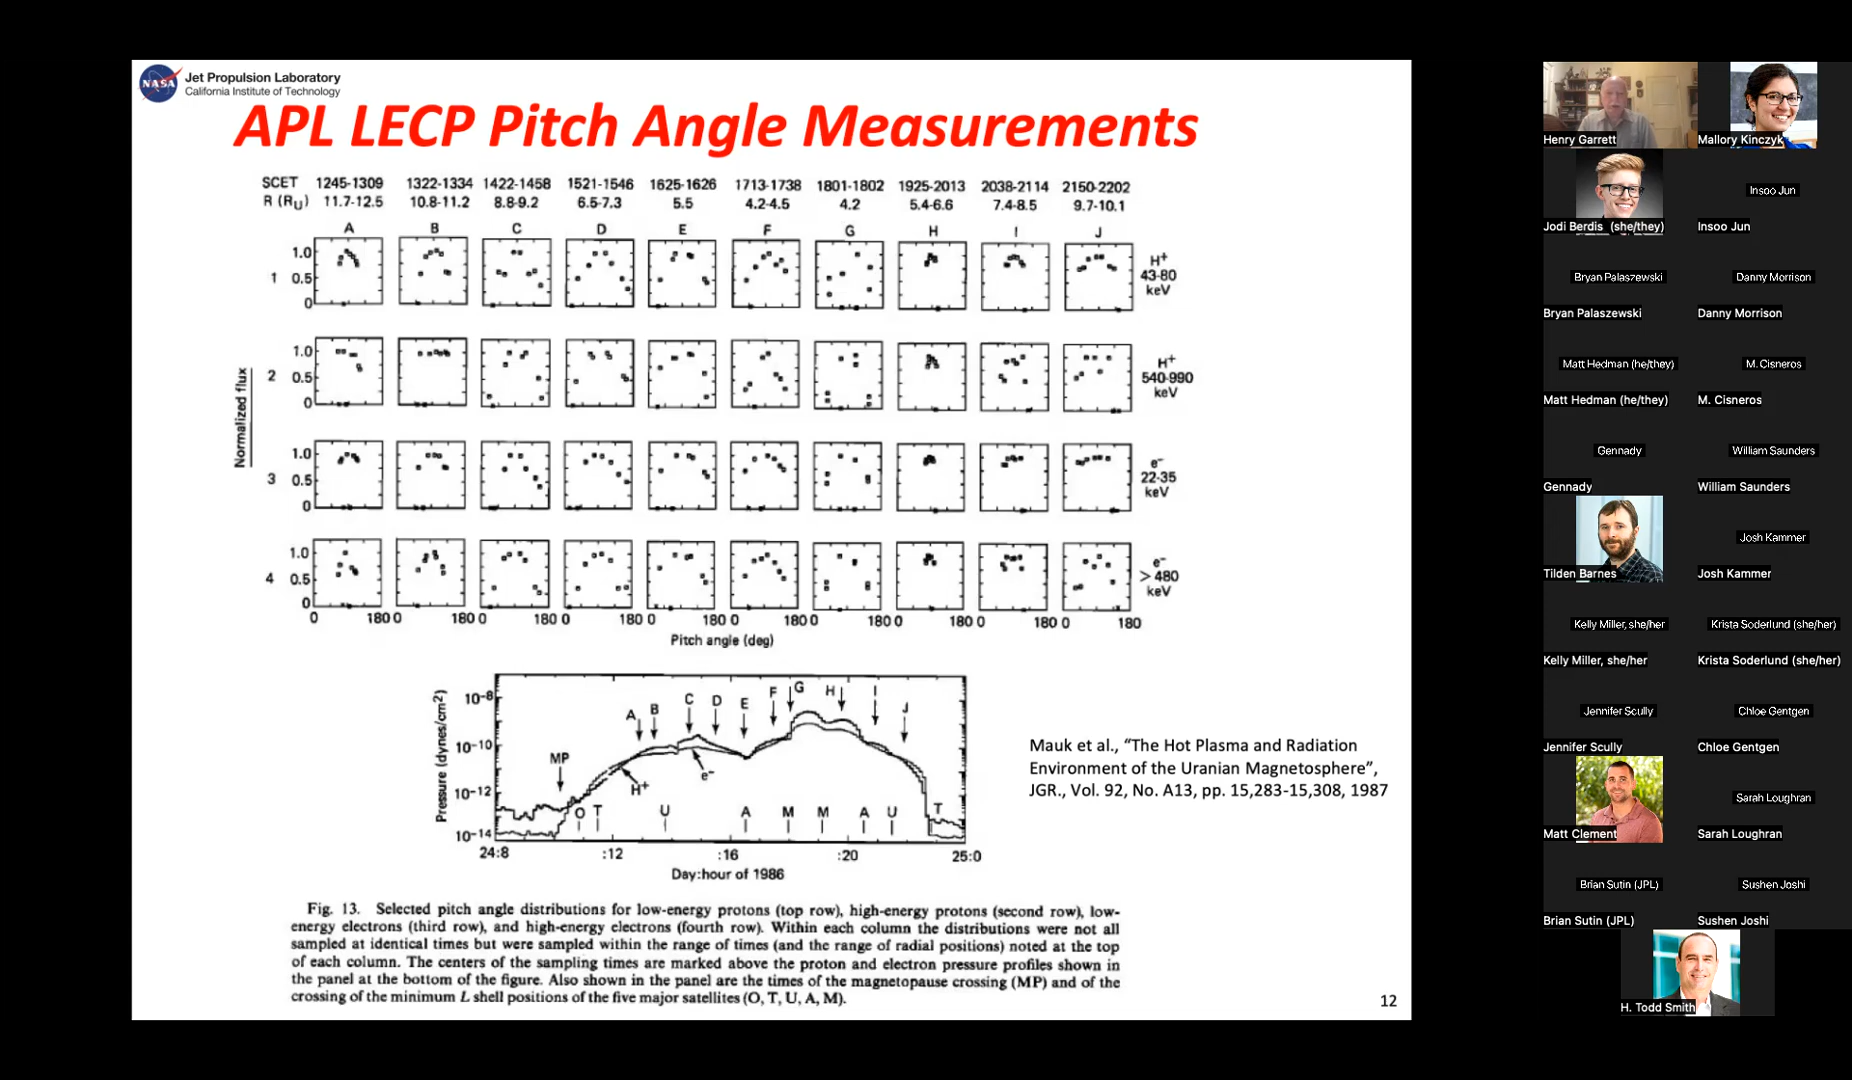 NASA
Jet Propulsion Laboratory
California Institute of Technology
APL LECP Pitch Angle Measurements
SCET 1245-1309 1322-1334 1422-1458 1521-1546 1625-1626 1713-1738 1801-1802 1925-2013 2038-2114 2150-2202
R (RU) 11.7-12.5 10.8-11.2 8.8-9.2 6.5-7.3 5.5 4.2-4.5 4.2 5.4-6.6 7.4-8.5 9.7-10.1
A B C D E F G H I J
1 1.0 0.5 0
H+ 43-80 keV
2 1.0 0.5 0
H+ 540-990 keV
Normalized flux
3 1.0 0.5 0
e- 22-35 keV
4 1.0 0.5 0
e- > 480 keV
0 180 0 180 0 180 0 180 0 180 0 180 0 180 0 180 0 180 0 180
Pitch angle (deg)
Pressure (dynes/cm2)
10-8
10-10
10-12
10-14
MP A B C D E F G H I J
H+ e-
O T U A M M A U T
24:8 :12 :16 :20 25:0
Day:hour of 1986
Mauk et al., “The Hot Plasma and Radiation
Environment of the Uranian Magnetosphere”,
JGR., Vol. 92, No. A13, pp. 15,283-15,308, 1987
Fig. 13. Selected pitch angle distributions for low-energy protons (top row), high-energy protons (second row), low-
energy electrons (third row), and high-energy electrons (fourth row). Within each column the distributions were not all
sampled at identical times but were sampled within the range of times (and the range of radial positions) noted at the top
of each column. The centers of the sampling times are marked above the proton and electron pressure profiles shown in
the panel at the bottom of the figure. Also shown in the panel are the times of the magnetopause crossing (MP) and of the
crossing of the minimum L shell positions of the five major satellites (O, T, U, A, M).
12
Henry Garrett
Mallory Kinczyk
Jodi Berdis (she/they)
Insoo Jun
Insoo Jun
Bryan Palaszewski
Danny Morrison
Bryan Palaszewski
Danny Morrison
Matt Hedman (he/they)
M. Cisneros
Matt Hedman (he/they)
M. Cisneros
Gennady
William Saunders
Gennady
William Saunders
Josh Kammer
Tilden Barnes
Josh Kammer
Kelly Miller, she/her
Krista Soderlund (she/her)
Kelly Miller, she/her
Krista Soderlund (she/her)
Jennifer Scully
Chloe Gentgen
Jennifer Scully
Chloe Gentgen
Sarah Loughran
Matt Clement
Sarah Loughran
Brian Sutin (JPL)
Sushen Joshi
Brian Sutin (JPL)
Sushen Joshi
H. Todd Smith